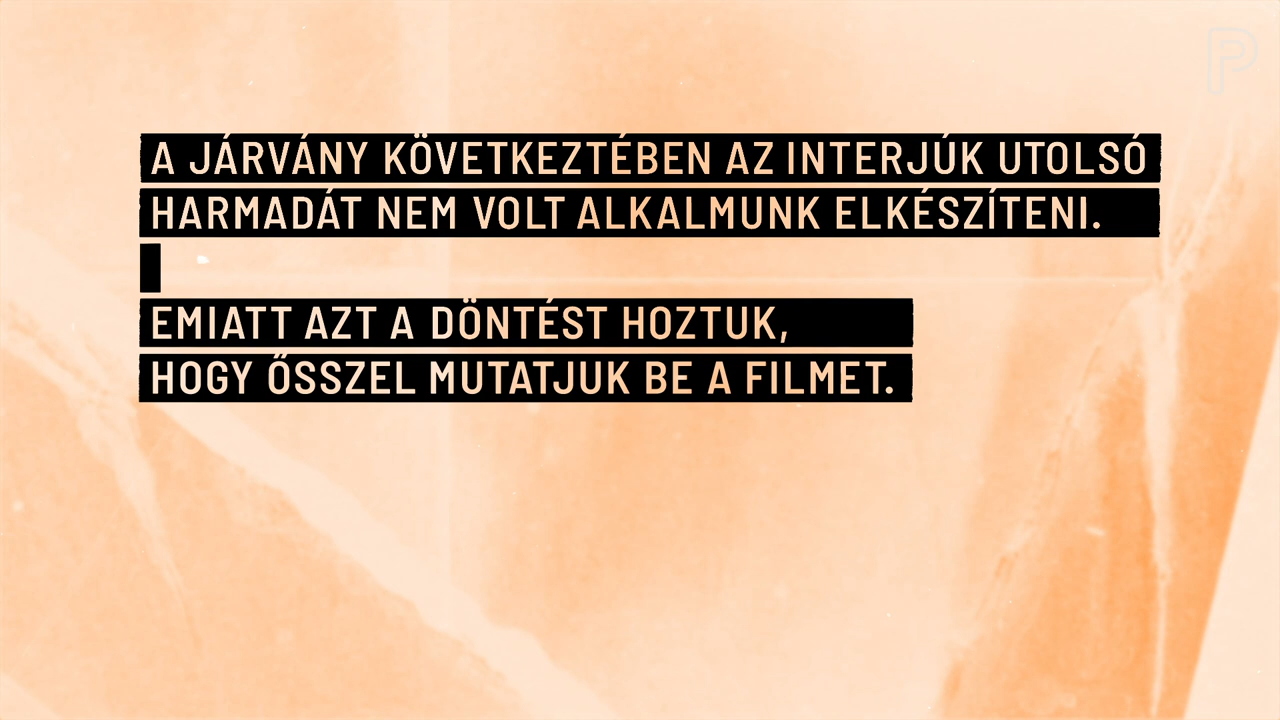 A JÁRVÁNY KÖVETKEZTÉBEN AZ INTERJÚK UTOLSÓ
HARMADÁT NEM VOLT ALKALMUNK ELKÉSZÍTENI.
EMIATT AZT A DÖNTÉST HOZTUK,
HOGY ŐSSZEL MUTATJUK BE A FILMET.
P